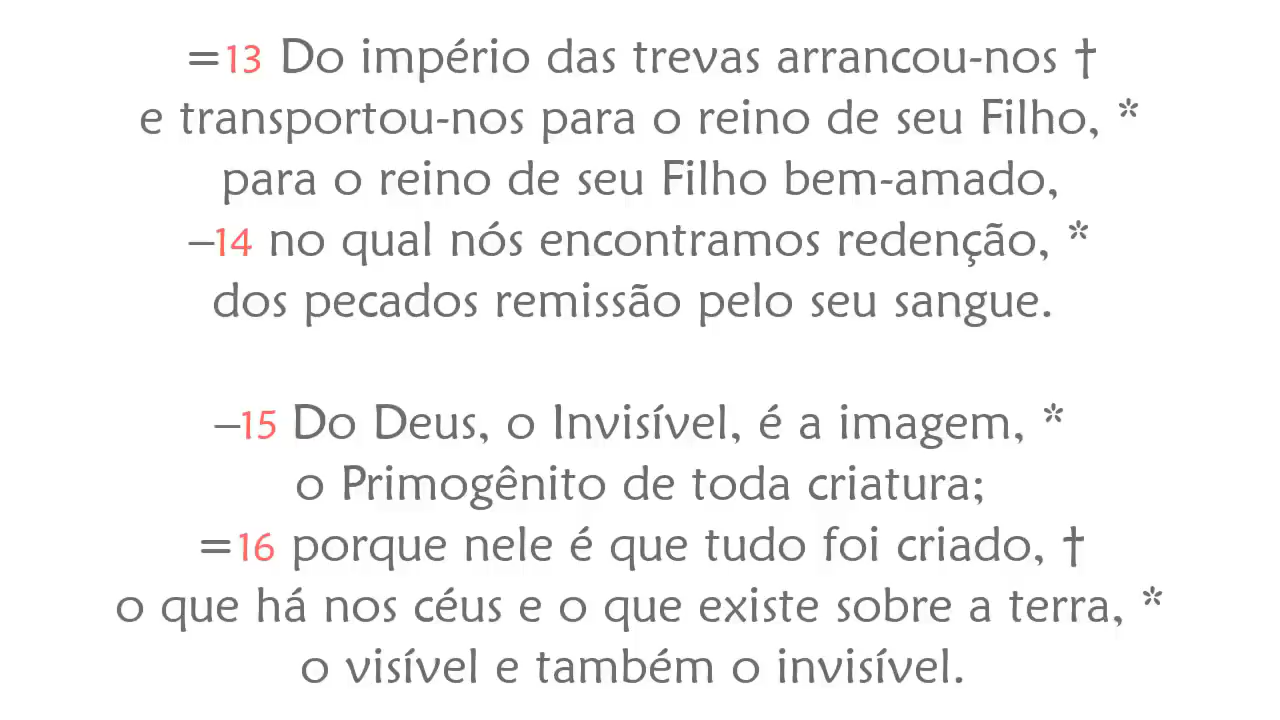 =13 Do império das trevas arrancou-nos †
e transportou-nos para o reino de seu Filho, *
para o reino de seu Filho bem-amado,
–14 no qual nós encontramos redenção, *
dos pecados remissão pelo seu sangue.
–15 Do Deus, o Invisível, é a imagem, *
o Primogênito de toda criatura;
=16 porque nele é que tudo foi criado, †
o que há nos céus e o que existe sobre a terra, *
o visível e também o invisível.